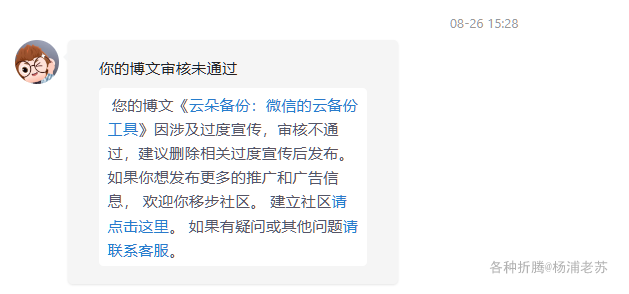 08-26 15:28
你的博文审核未通过
您的博文《云朵备份：微信的云备份
工具》因涉及过度宣传，审核不通
过，建议删除相关过度宣传后发布。
如果你想发布更多的推广和广告信
息， 欢迎你移步社区。 建立社区请
点击这里。 如果有疑问或其他问题请
联系客服。
各种折腾@杨浦老苏